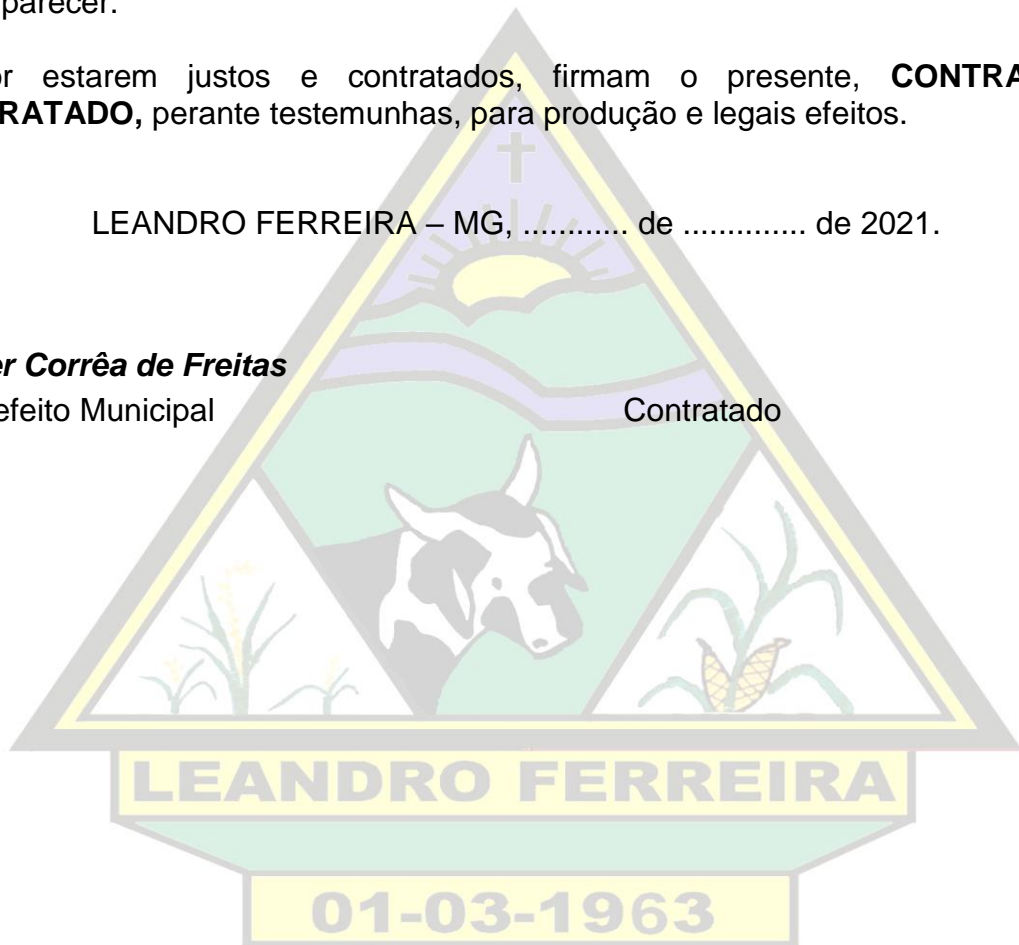 parecer.
or estarem justos e contratados, firmam o presente, CONTRA
RATADO, perante testemunhas, para produção e legais efeitos.
LEANDRO FERREIRA – MG, ............ de .............. de 2021.
er Corrêa de Freitas
efeito Municipal Contratado
LEANDRO FERREIRA
01-03-1963